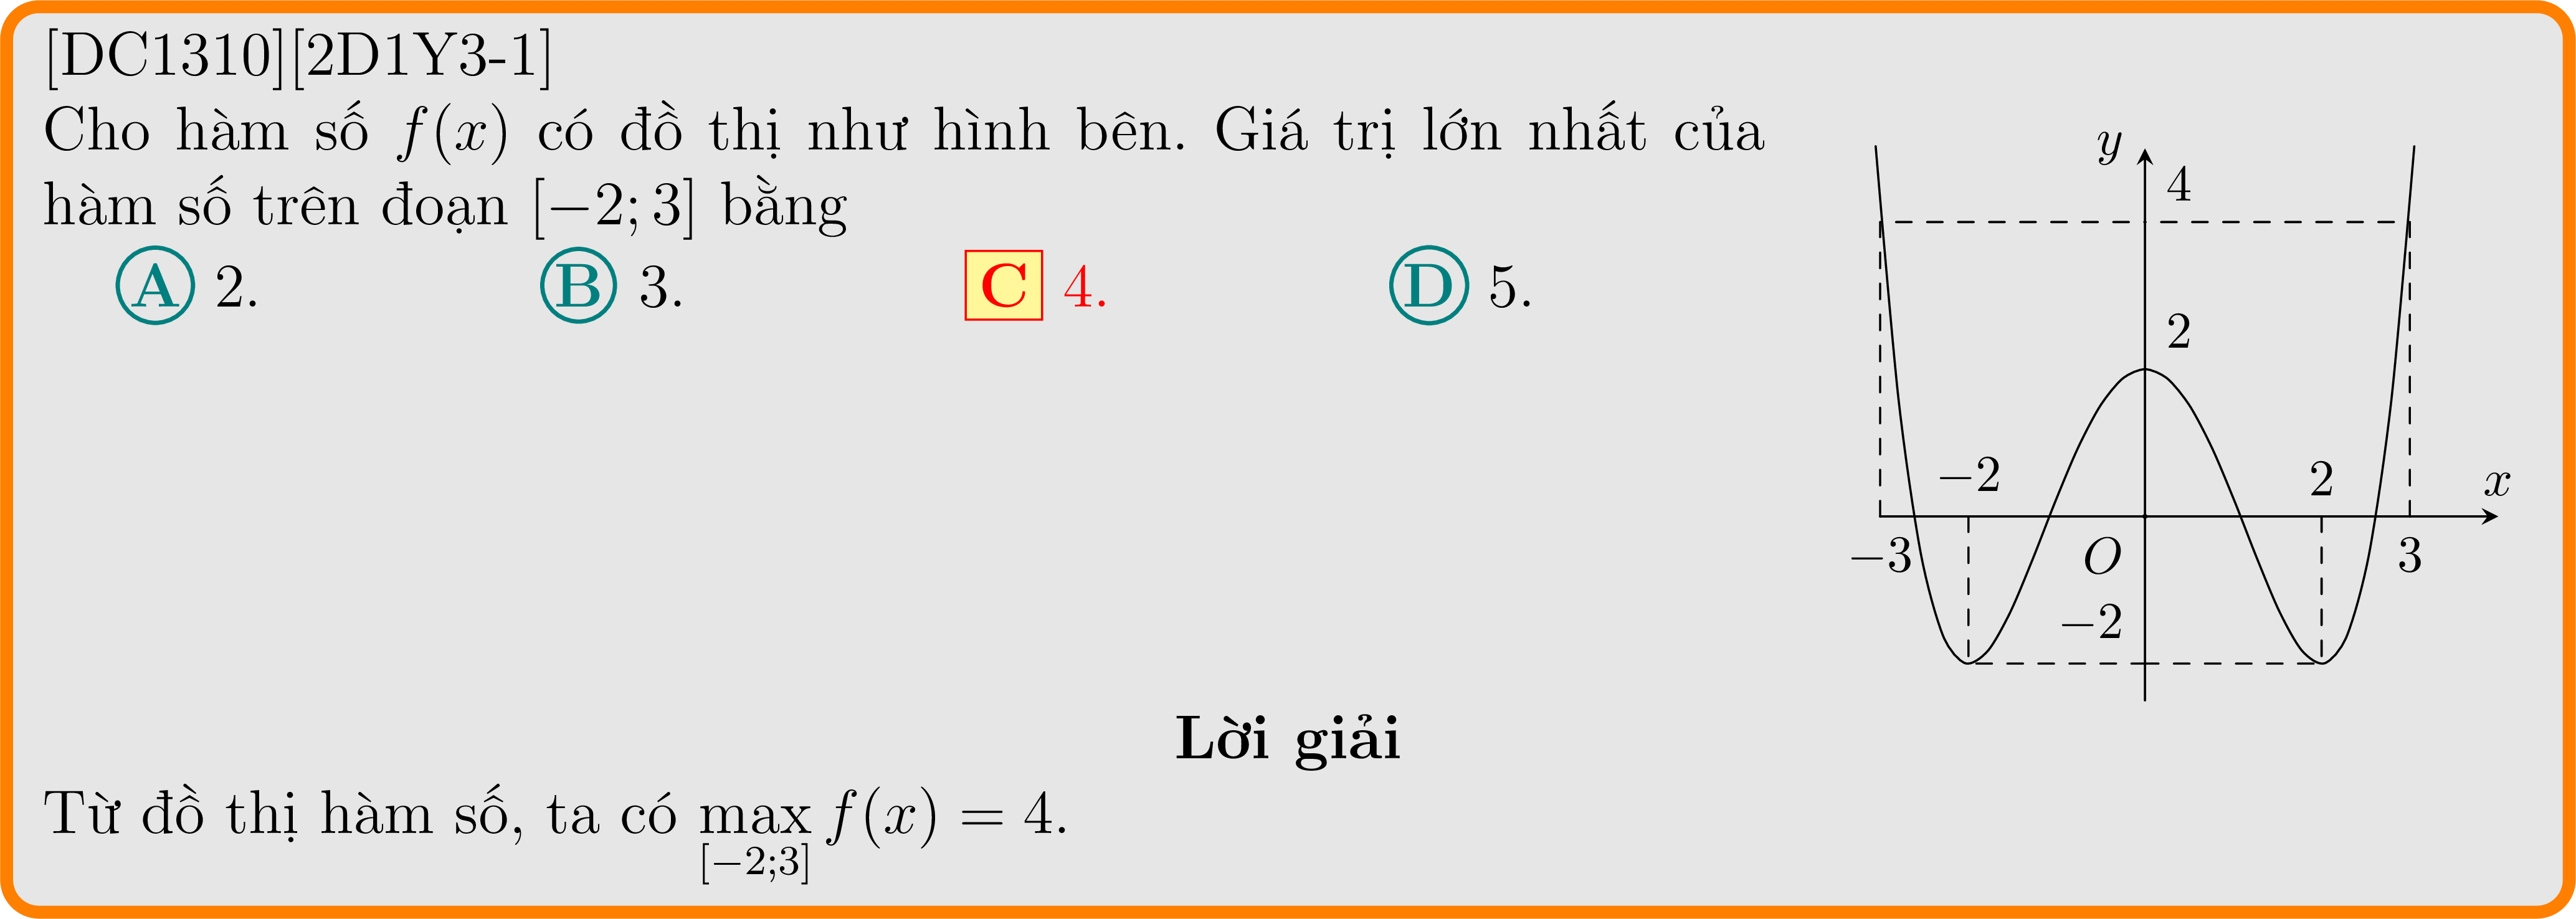 [DC1310][2D1Y3-1]
Cho hàm số f(x) có đồ thị như hình bên. Giá trị lớn nhất của
hàm số trên đoạn [−2; 3] bằng
A 2. B 3. C 4. D 5.
y
4
2
−2 2 x
−3 O 3
−2
Lời giải
Từ đồ thị hàm số, ta có max f(x) = 4.
[−2;3]